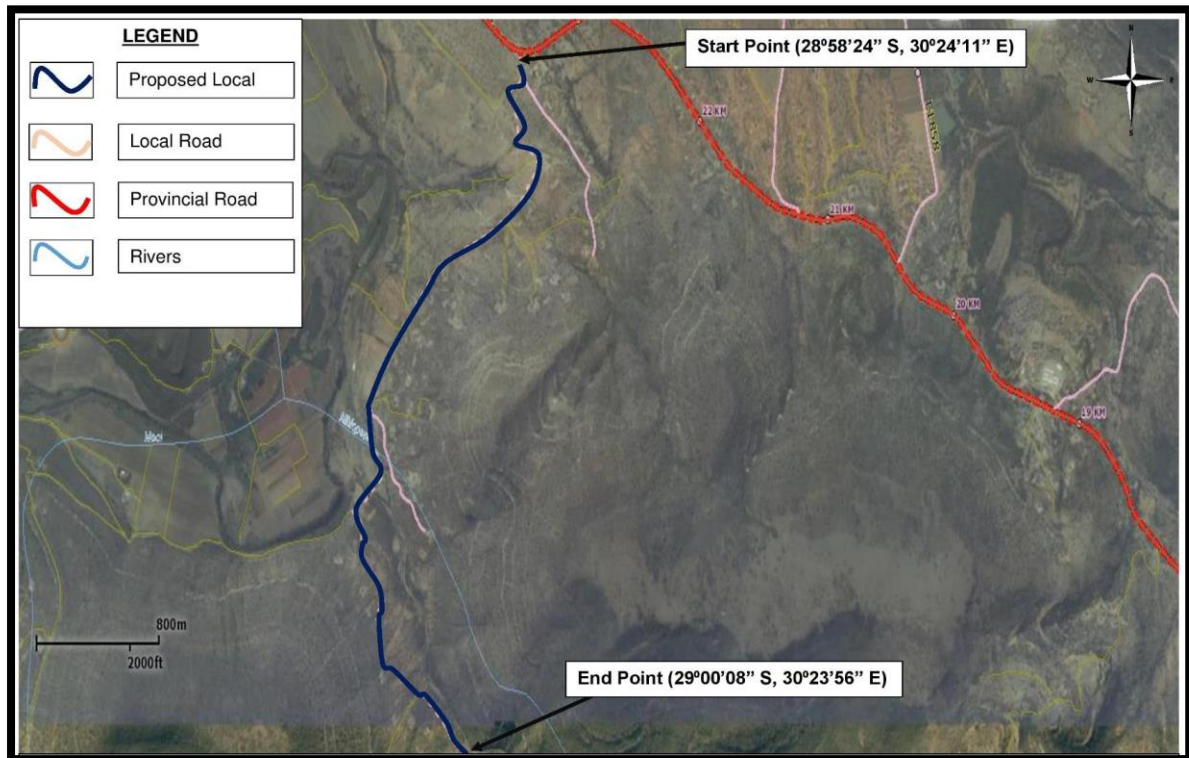 LEGEND
Proposed Local
Local Road
Provincial Road
Rivers
Start Point (28º58’24” S, 30º24’11” E)
N
W
E
S
22 KM
21 KM
20 KM
19 KM
Mooi
800m
2000ft
End Point (29º00’08” S, 30º23’56” E)